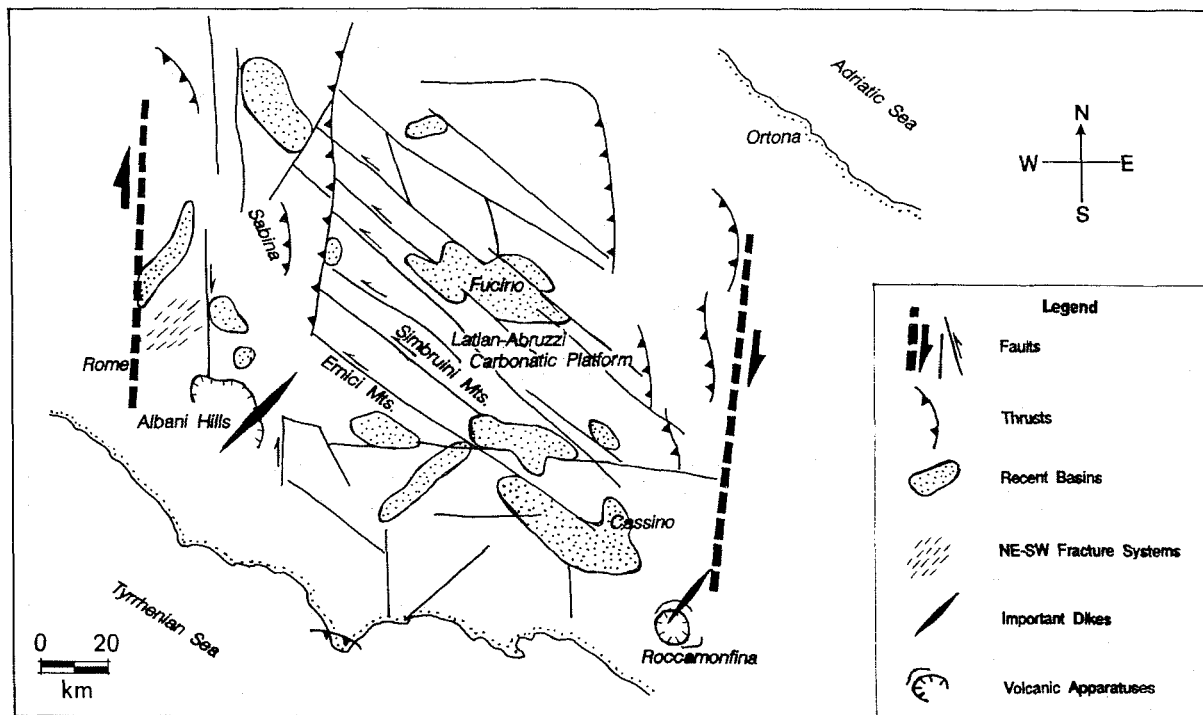 Adriatic Sea
Ortona
N
W
E
S
Sabina
Fucino
Latian-Abruzzi
Carbonatic Platform
Simbruini Mts.
Ernici Mts.
Rome
Albani Hills
Cassino
Tyrrhenian Sea
0 20
km
Roccamonfina
Legend
Faults
Thrusts
Recent Basins
NE-SW Fracture Systems
Important Dikes
Volcanic Apparatuses